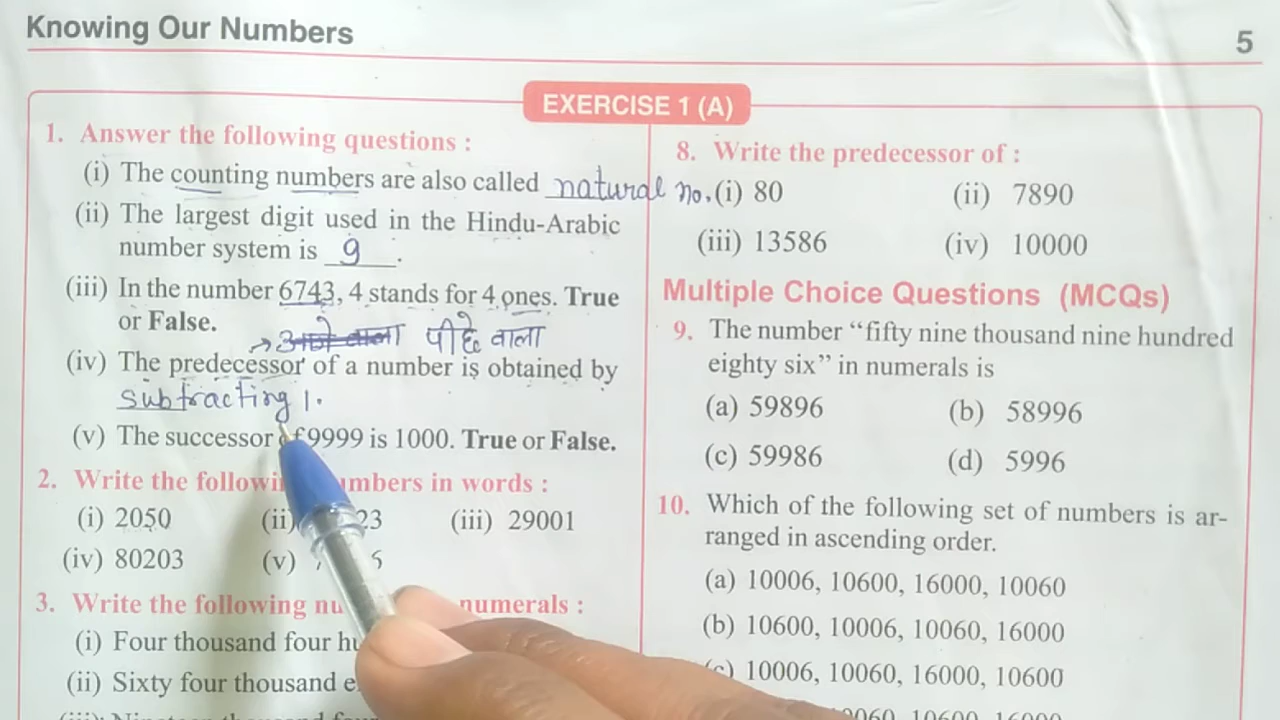 Knowing Our Numbers
5
EXERCISE 1 (A)
1. Answer the following questions :
(i) The counting numbers are also called natural no.
(ii) The largest digit used in the Hindu-Arabic
number system is 9.
(iii) In the number 6743, 4 stands for 4 ones. True
or False.
→ पीछे वाला
(iv) The predecessor of a number is obtained by
subtracting 1.
(v) The successor of 9999 is 1000. True or False.
2. Write the following numbers in words :
(i) 2050 (ii) 23 (iii) 29001
(iv) 80203 (v)
3. Write the following numerals :
(i) Four thousand four
(ii) Sixty four thousand
8. Write the predecessor of :
(i) 80 (ii) 7890
(iii) 13586 (iv) 10000
Multiple Choice Questions (MCQs)
9. The number “fifty nine thousand nine hundred
eighty six” in numerals is
(a) 59896 (b) 58996
(c) 59986 (d) 5996
10. Which of the following set of numbers is ar-
ranged in ascending order.
(a) 10006, 10600, 16000, 10060
(b) 10600, 10006, 10060, 16000
(c) 10006, 10060, 16000, 10600
10600, 16000